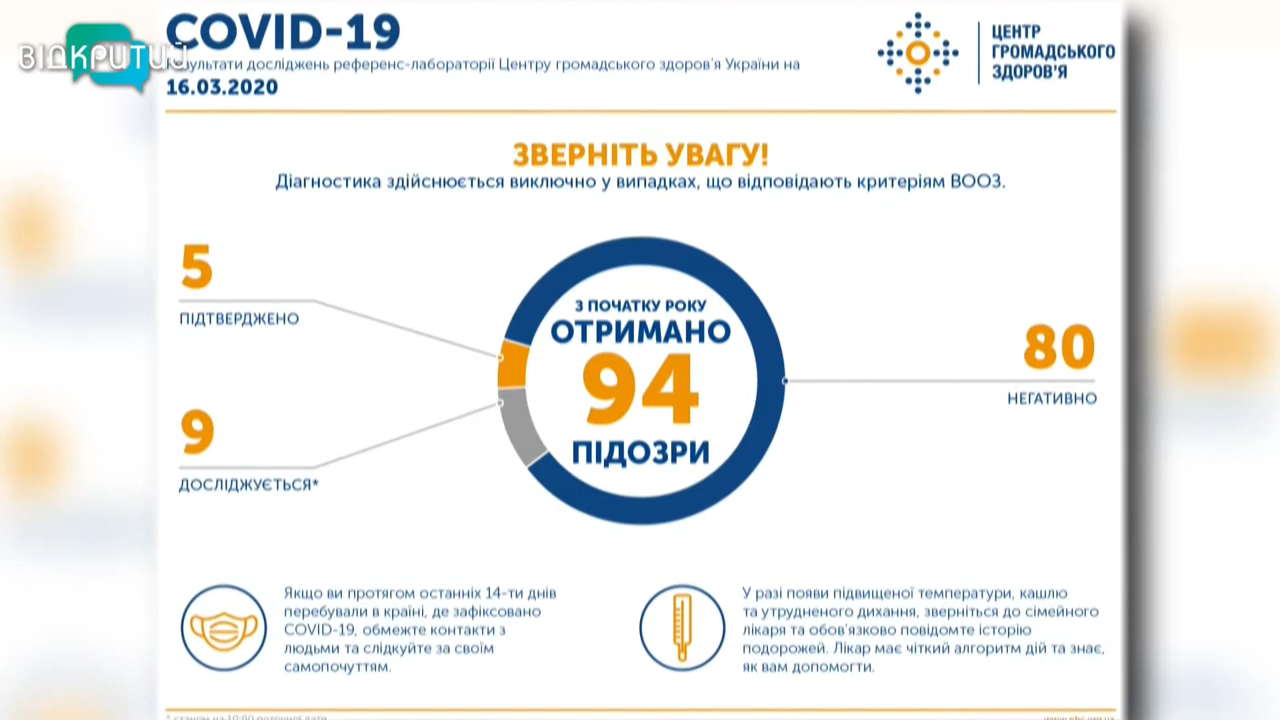 ВІДКРИТИЙ
COVID-19
результати досліджень референс-лабораторії Центру громадського здоров'я України на
16.03.2020
ЦЕНТР
ГРОМАДСЬКОГО
ЗДОРОВ'Я
ЗВЕРНІТЬ УВАГУ!
Діагностика здійснюється виключно у випадках, що відповідають критеріям ВООЗ.
5
ПІДТВЕРДЖЕНО
9
ДОСЛІДЖУЄТЬСЯ*
З ПОЧАТКУ РОКУ
ОТРИМАНО
94
ПІДОЗРИ
80
НЕГАТИВНО
Якщо ви протягом останніх 14-ти днів
перебували в країні, де зафіксовано
COVID-19, обмежте контакти з
людьми та слідкуйте за своїм
самопочуттям.
У разі появи підвищеної температури, кашлю
та утрудненого дихання, зверніться до сімейного
лікаря та обов'язково повідомте історію
подорожей. Лікар має чіткий алгоритм дій та знає,
як вам допомогти.